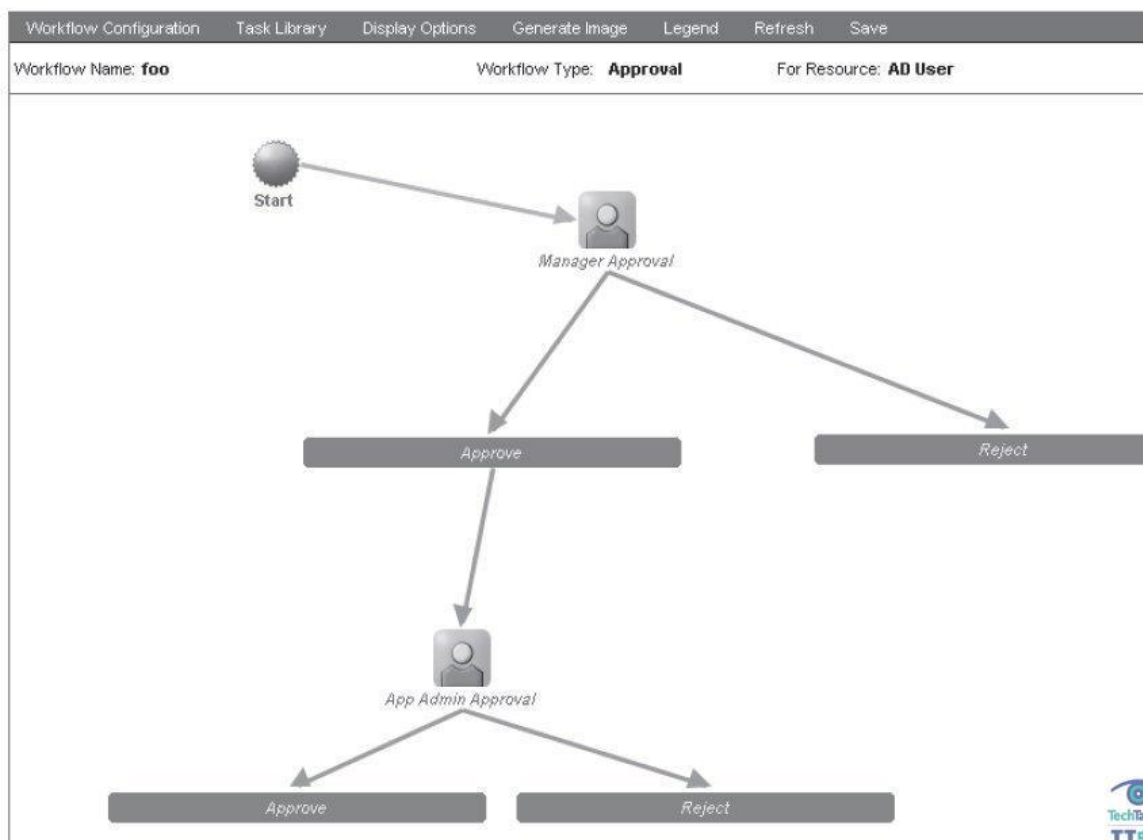 Workflow Configuration Task Library Display Options Generate Image Legend Refresh Save
Workflow Name: foo Workflow Type: Approval For Resource: AD User
Start
Manager Approval
Approve Reject
App Admin Approval
Approve Reject